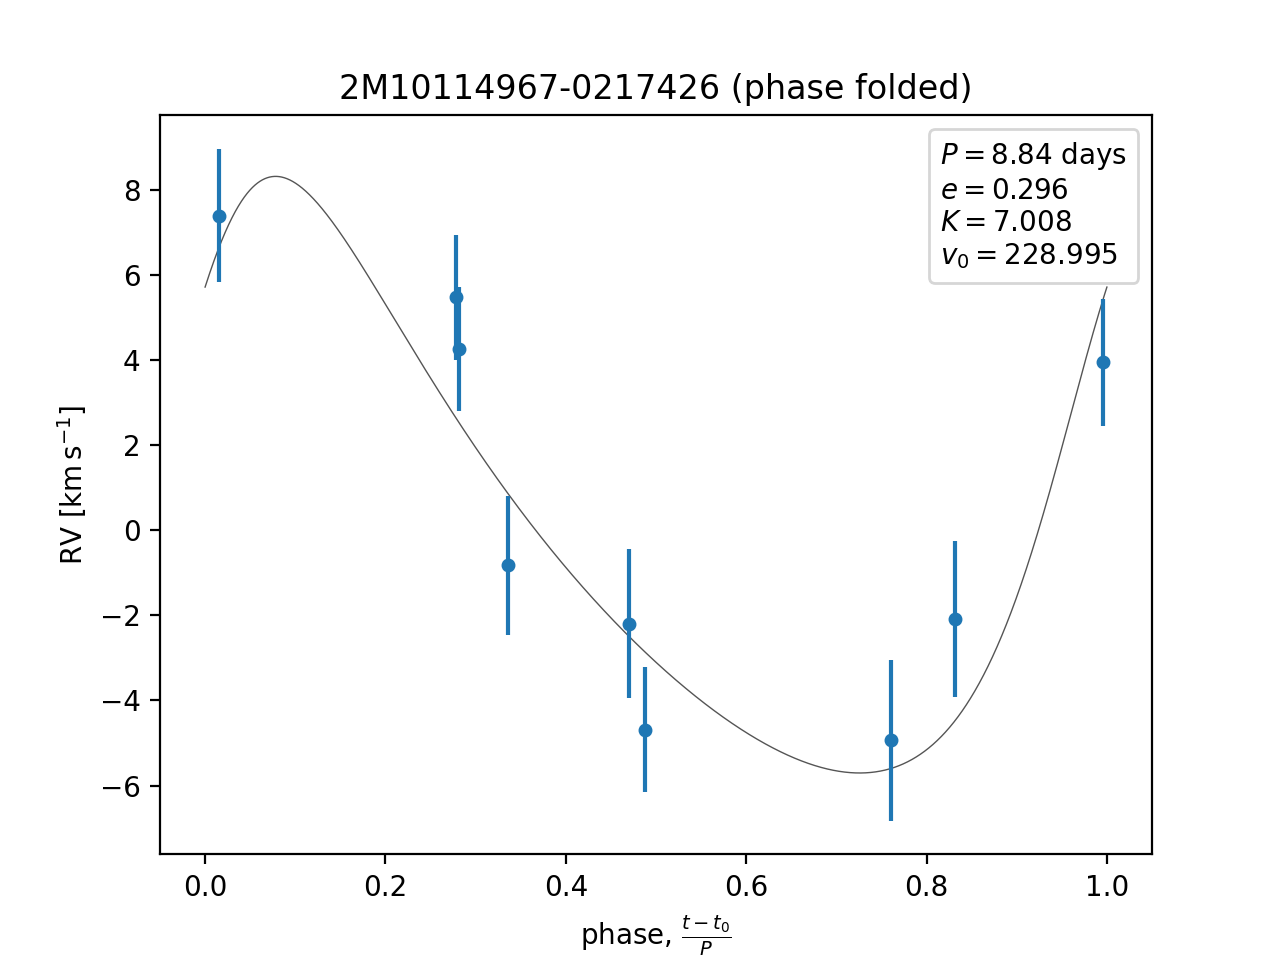 2M10114967-0217426 (phase folded)
P = 8.84 days
e = 0.296
K = 7.008
v₀ = 228.995
RV [km s⁻¹]
8
6
4
2
0
−2
−4
−6
0.0 0.2 0.4 0.6 0.8 1.0
phase, (t − t₀)/P